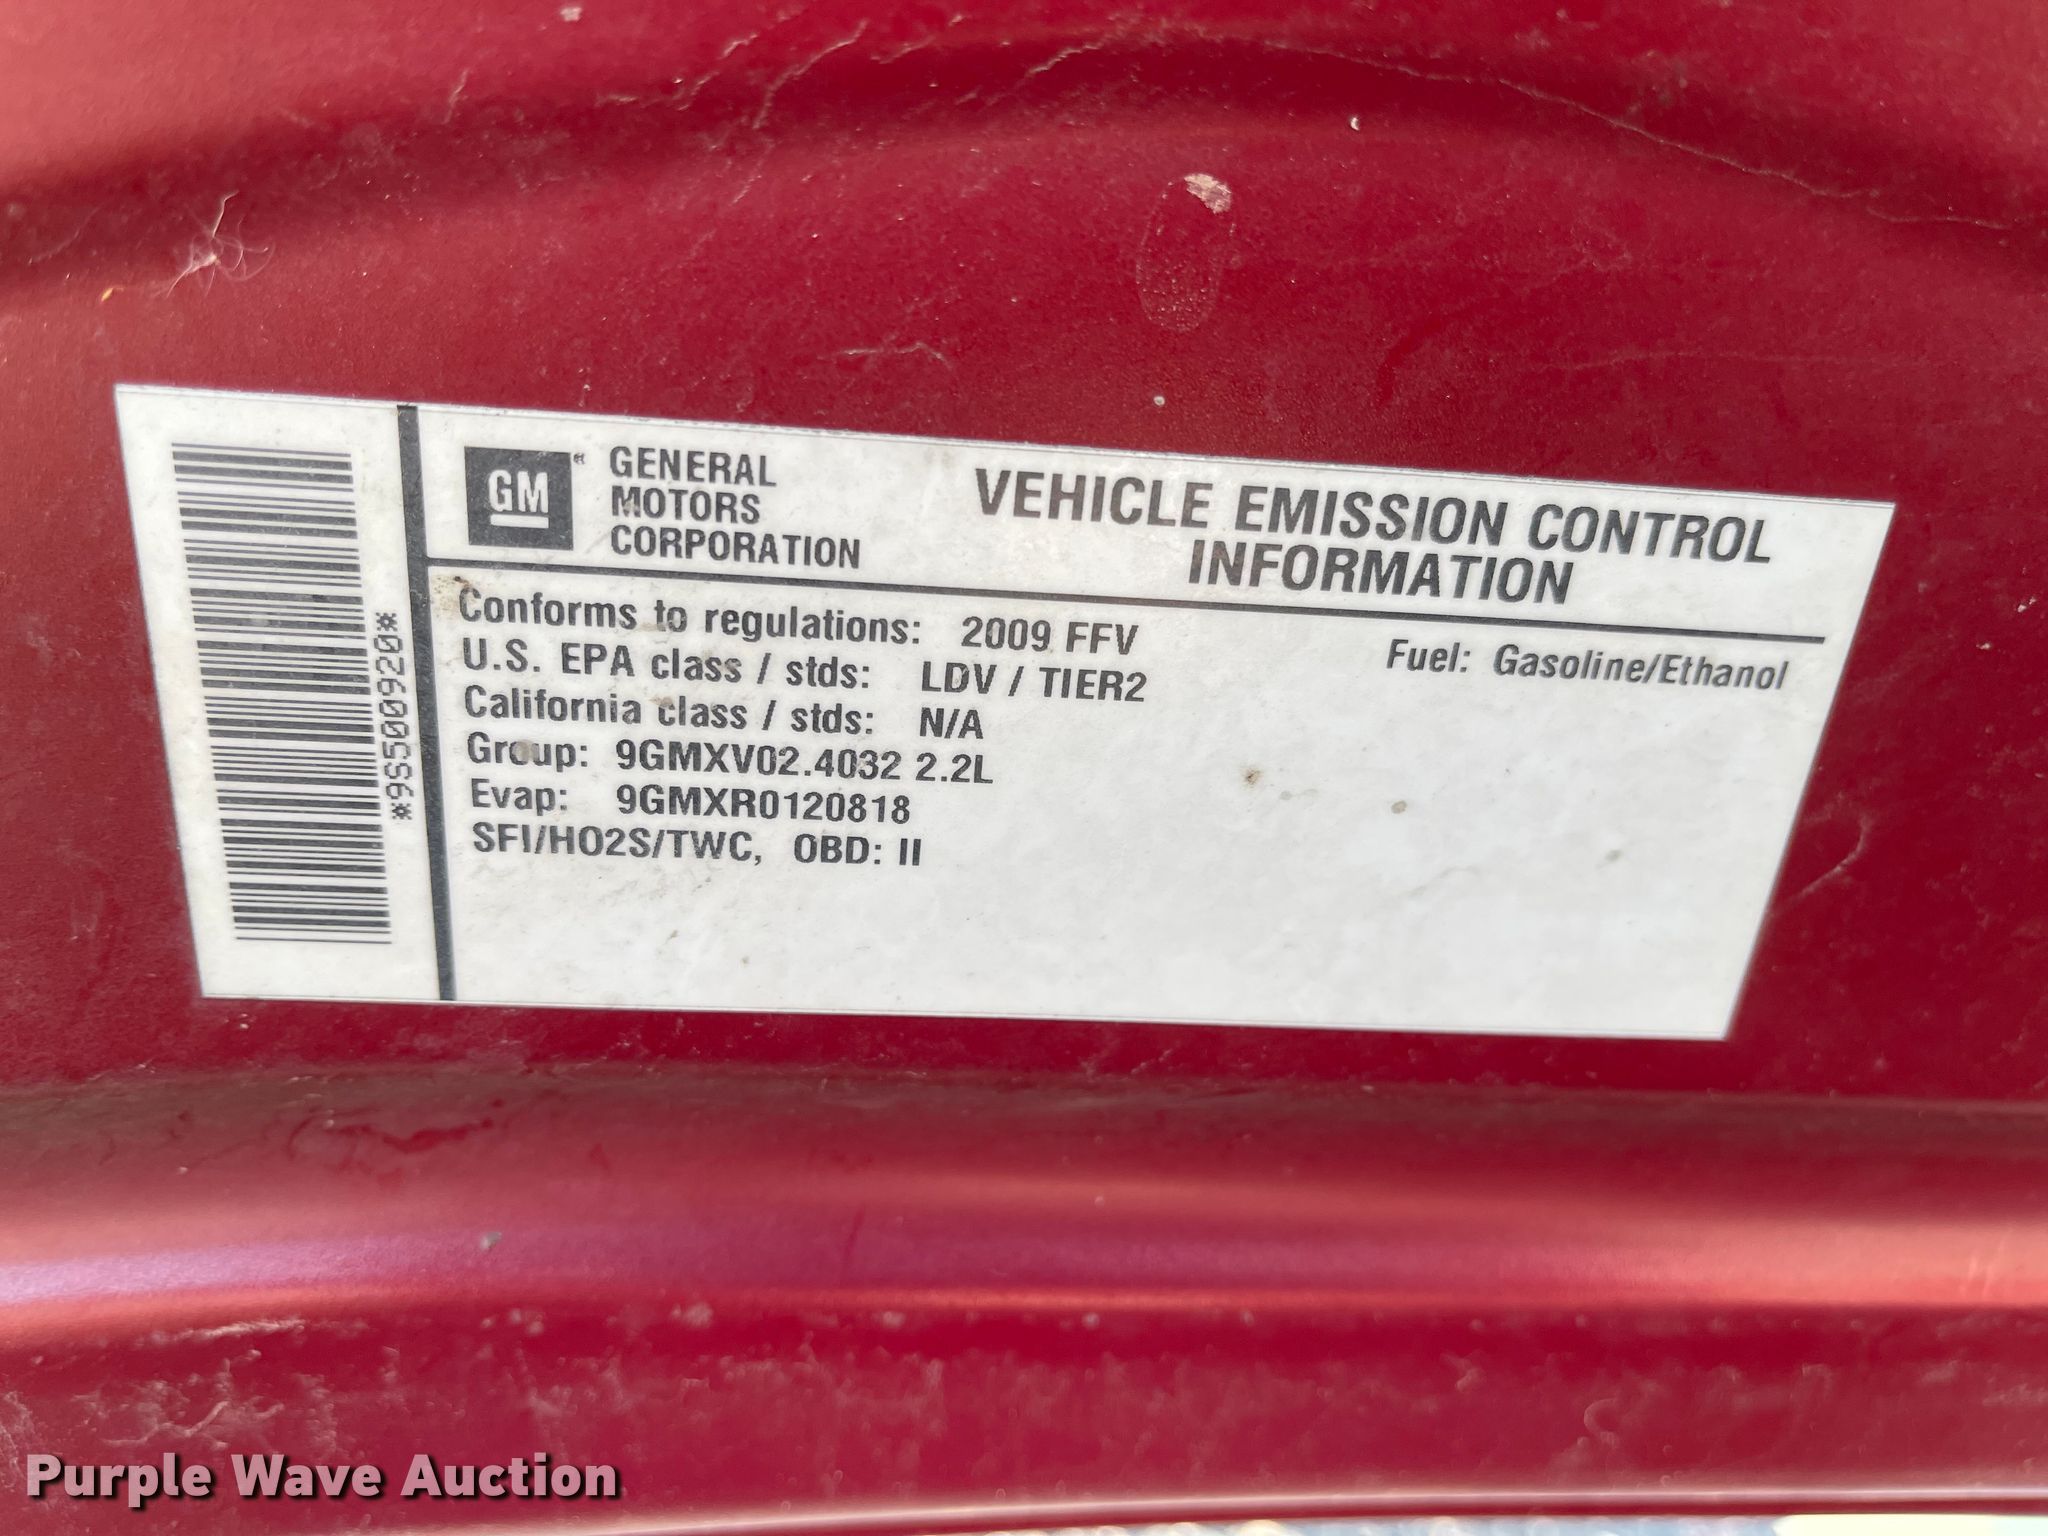 *9S5009920*
GM
GENERAL
MOTORS
CORPORATION
VEHICLE EMISSION CONTROL
INFORMATION
Conforms to regulations: 2009 FFV
Fuel: Gasoline/Ethanol
U.S. EPA class / stds: LDV / TIER2
California class / stds: N/A
Group: 9GMXV02.4032 2.2L
Evap: 9GMXR0120818
SFI/HO2S/TWC, OBD: II
Purple Wave Auction